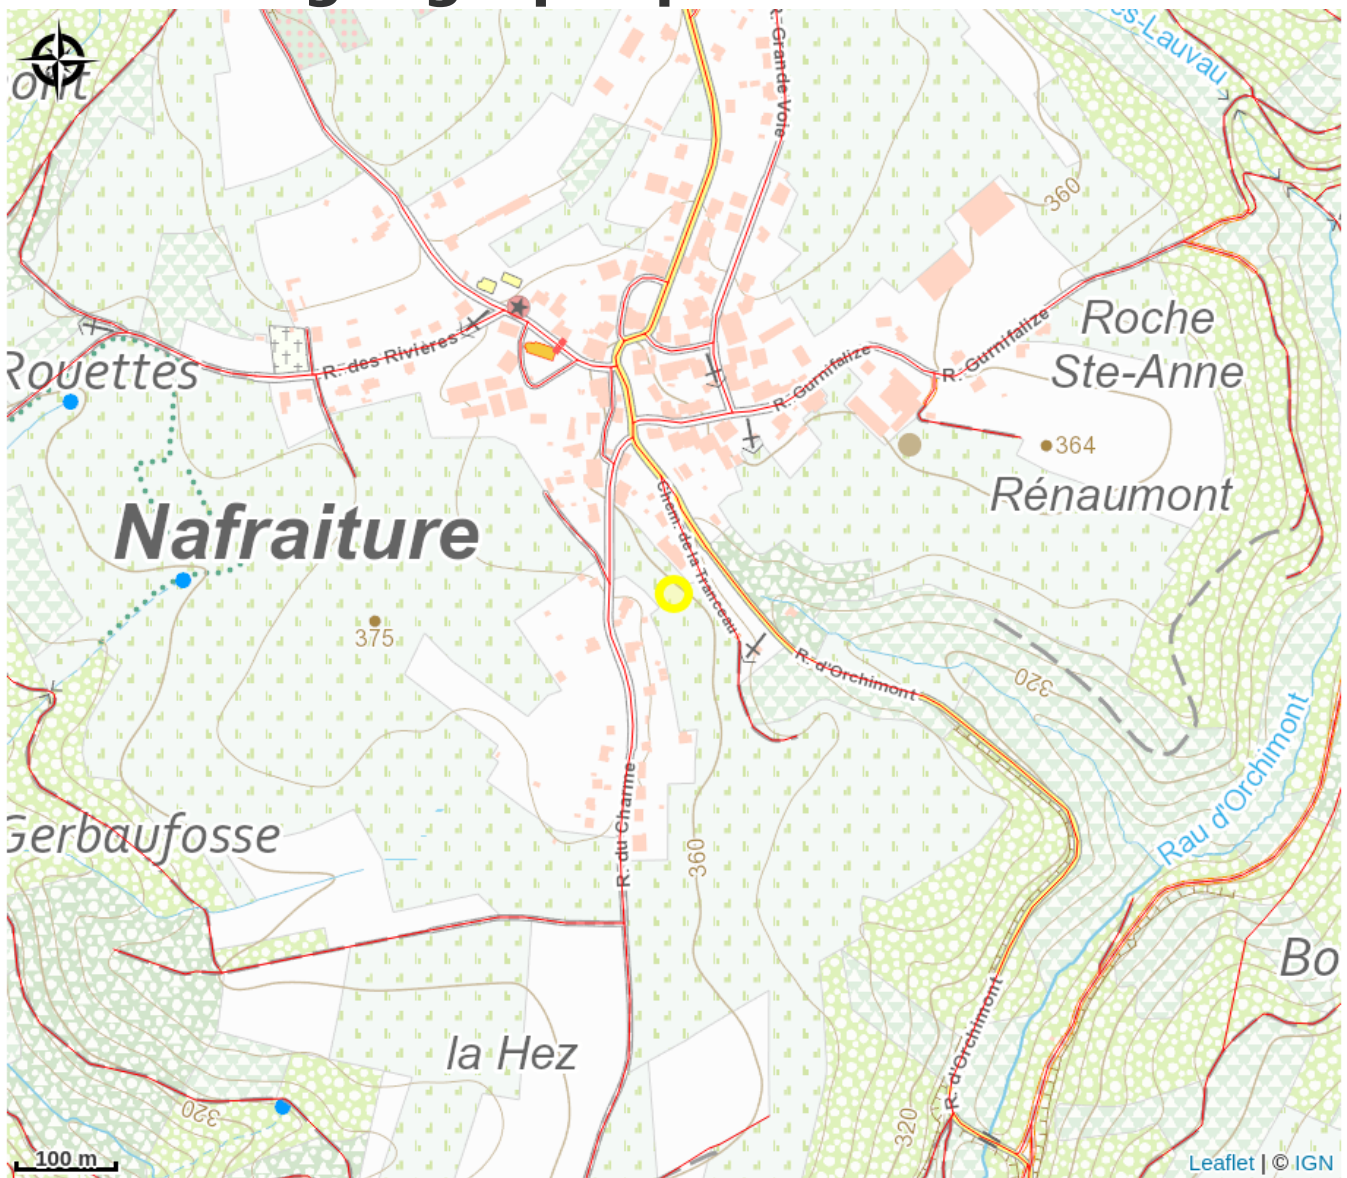 es-Lauvau
R. Grande Voie
360
Roche
Ste-Anne
R. des Rivières
R. Gurnifalize
R. Gurnifalize
Rouettes
364
Rénaumont
Nafraiture
Chem. de la Tranceau
375
R. d'Orchimont
320
Rau d'Orchimont
R. du Charme
360
Gerbaufosse
Bo
la Hez
R. d'Orchimont
320
320
100 m
Leaflet | © IGN